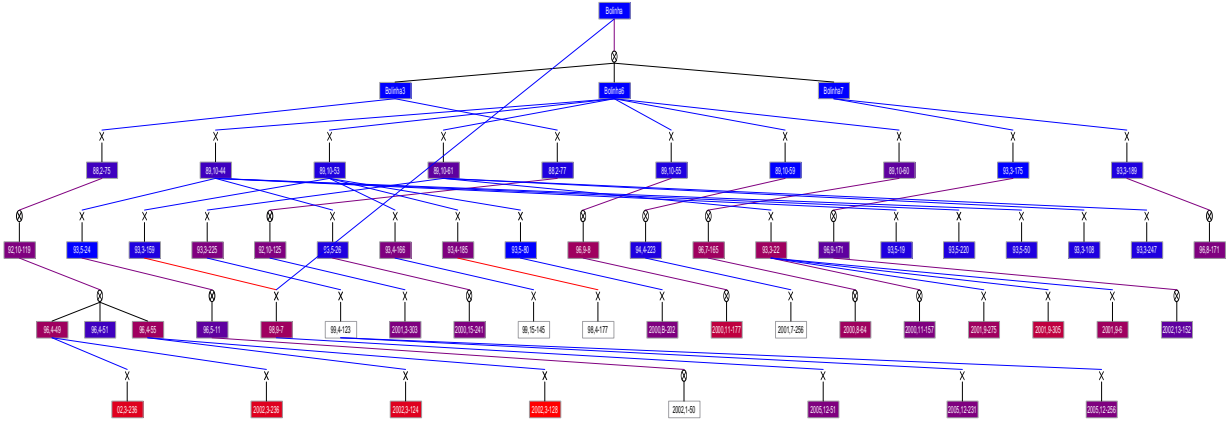 Bolinha
Bolinha3 Bolinha6 Bolinha7
88,2-75 89,10-44 89,10-53 89,10-61 88,2-77 89,10-55 89,10-59 89,10-60 93,3-175 93,3-189
92,10-119 93,5-24 93,3-159 93,3-225 92,10-125 93,5-26 93,4-166 93,4-185 93,5-80 96,9-8 94,4-223 96,7-165 93,3-22 96,9-171 93,5-19 93,5-220 93,5-50 93,3-108 93,3-247 96,8-171
96,4-49 96,4-51 96,4-55 96,5-11 98,9-7 99,4-123 2001,3-303 2000,15-241 99,15-145 98,4-177 2000,8-202 2000,11-177 2001,7-256 2000,8-64 2000,11-157 2001,9-275 2001,9-305 2001,9-6 2002,13-152
02,3-236 2002,3-236 2002,3-124 2002,3-128 2002,1-50 2005,12-51 2005,12-231 2005,12-256